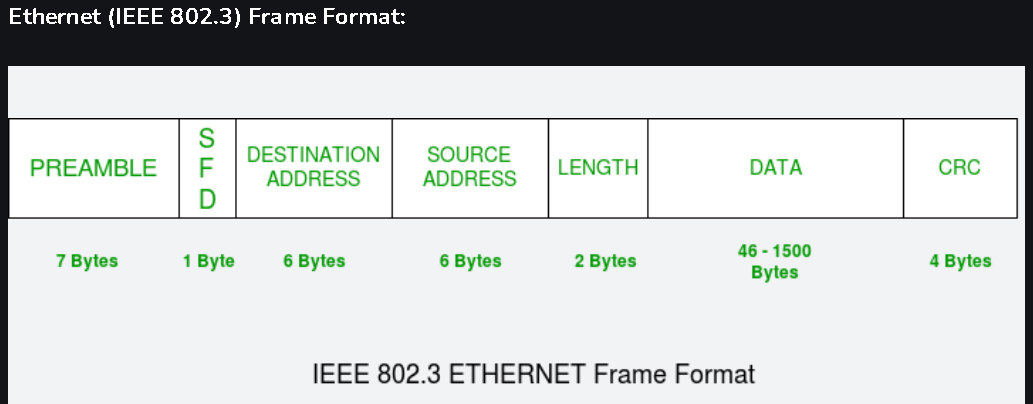 Ethernet (IEEE 802.3) Frame Format:
PREAMBLE
S
F
D
DESTINATION
ADDRESS
SOURCE
ADDRESS
LENGTH
DATA
CRC
7 Bytes
1 Byte
6 Bytes
6 Bytes
2 Bytes
46 - 1500
Bytes
4 Bytes
IEEE 802.3 ETHERNET Frame Format